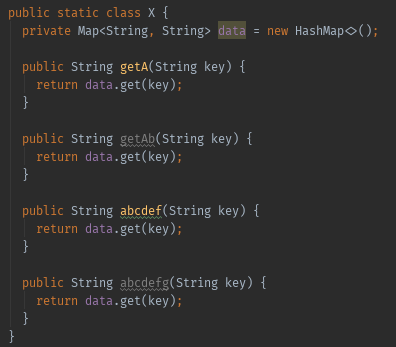 public static class X {
private Map<String, String> data = new HashMap<>();
public String getA(String key) {
return data.get(key);
}
public String getAb(String key) {
return data.get(key);
}
public String abcdef(String key) {
return data.get(key);
}
public String abcdefg(String key) {
return data.get(key);
}
}